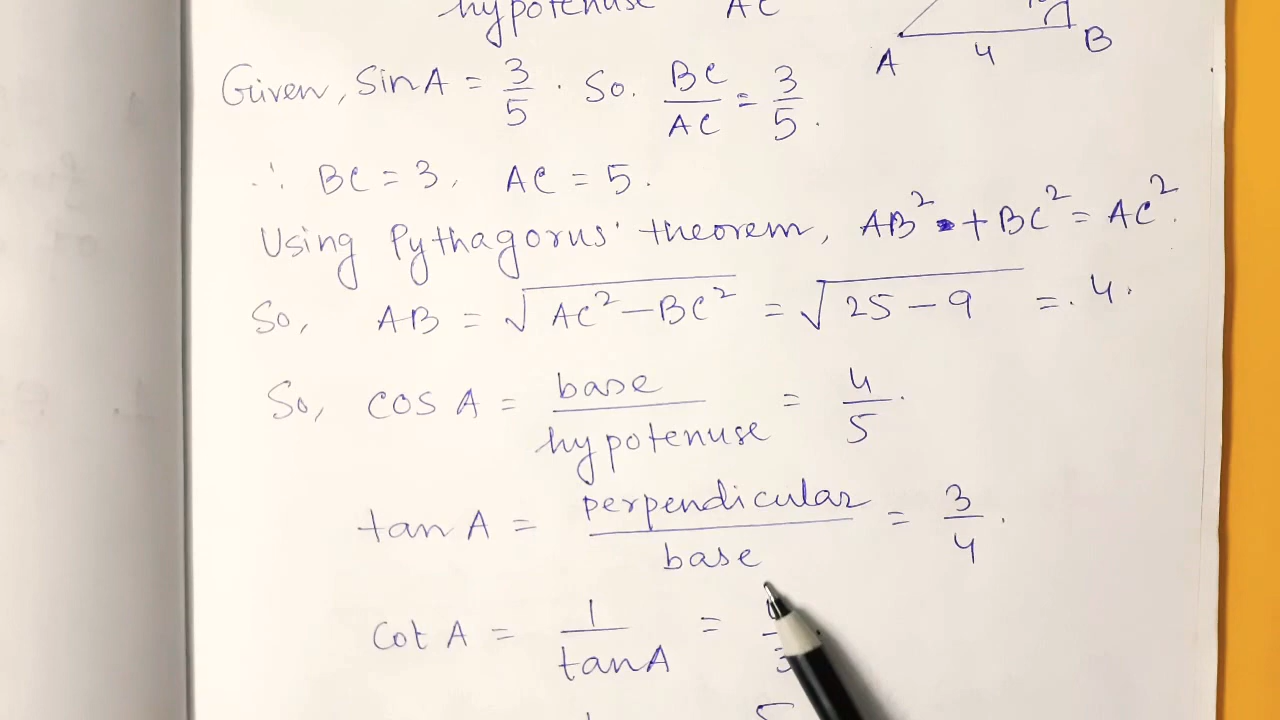 hypotenuse AC
A 4 B
Given, sin A = 3/5 . So. BC/AC = 3/5 .
∴ BC = 3, AC = 5.
Using Pythagorus' theorem, AB² + BC² = AC².
So, AB = √(AC² – BC²) = √(25 – 9) = . 4.
So, cos A = base/hypotenuse = 4/5 .
tan A = perpendicular/base = 3/4 .
cot A = 1/tan A =